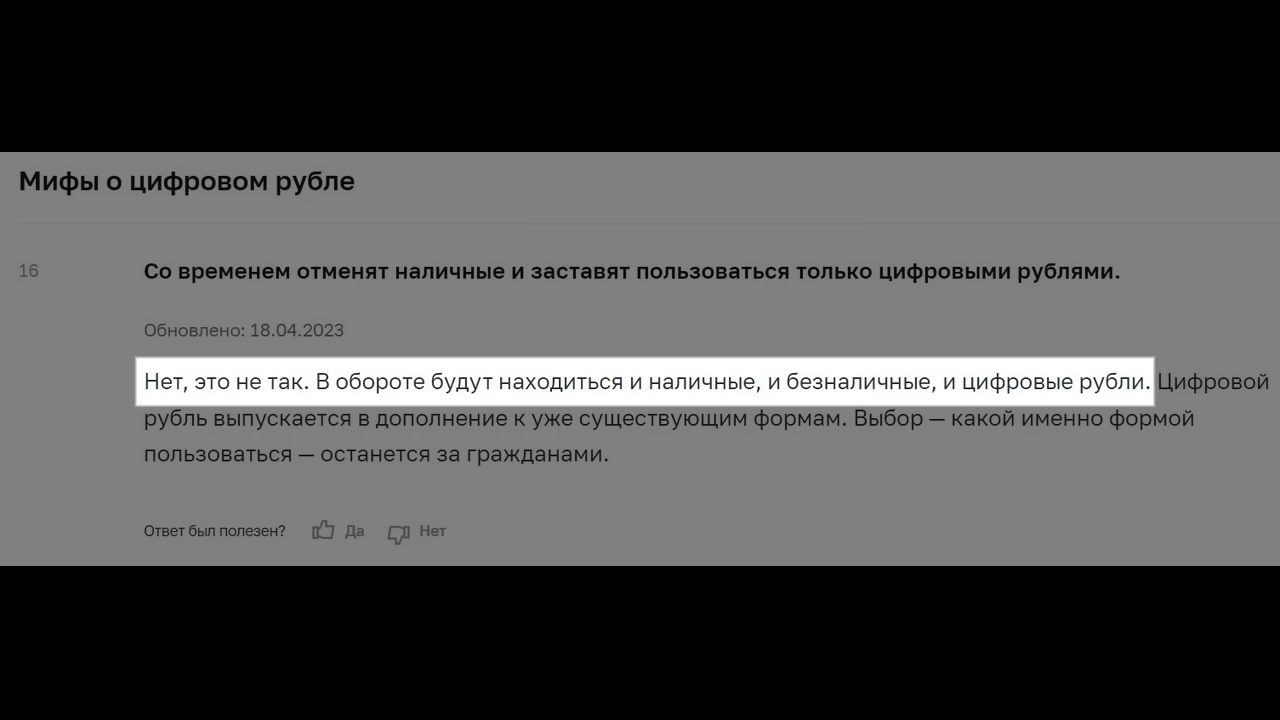 Мифы о цифровом рубле
16
Со временем отменят наличные и заставят пользоваться только цифровыми рублями.
Обновлено: 18.04.2023
Нет, это не так. В обороте будут находиться и наличные, и безналичные, и цифровые рубли. Цифровой
рубль выпускается в дополнение к уже существующим формам. Выбор — какой именно формой
пользоваться — останется за гражданами.
Ответ был полезен? Да Нет